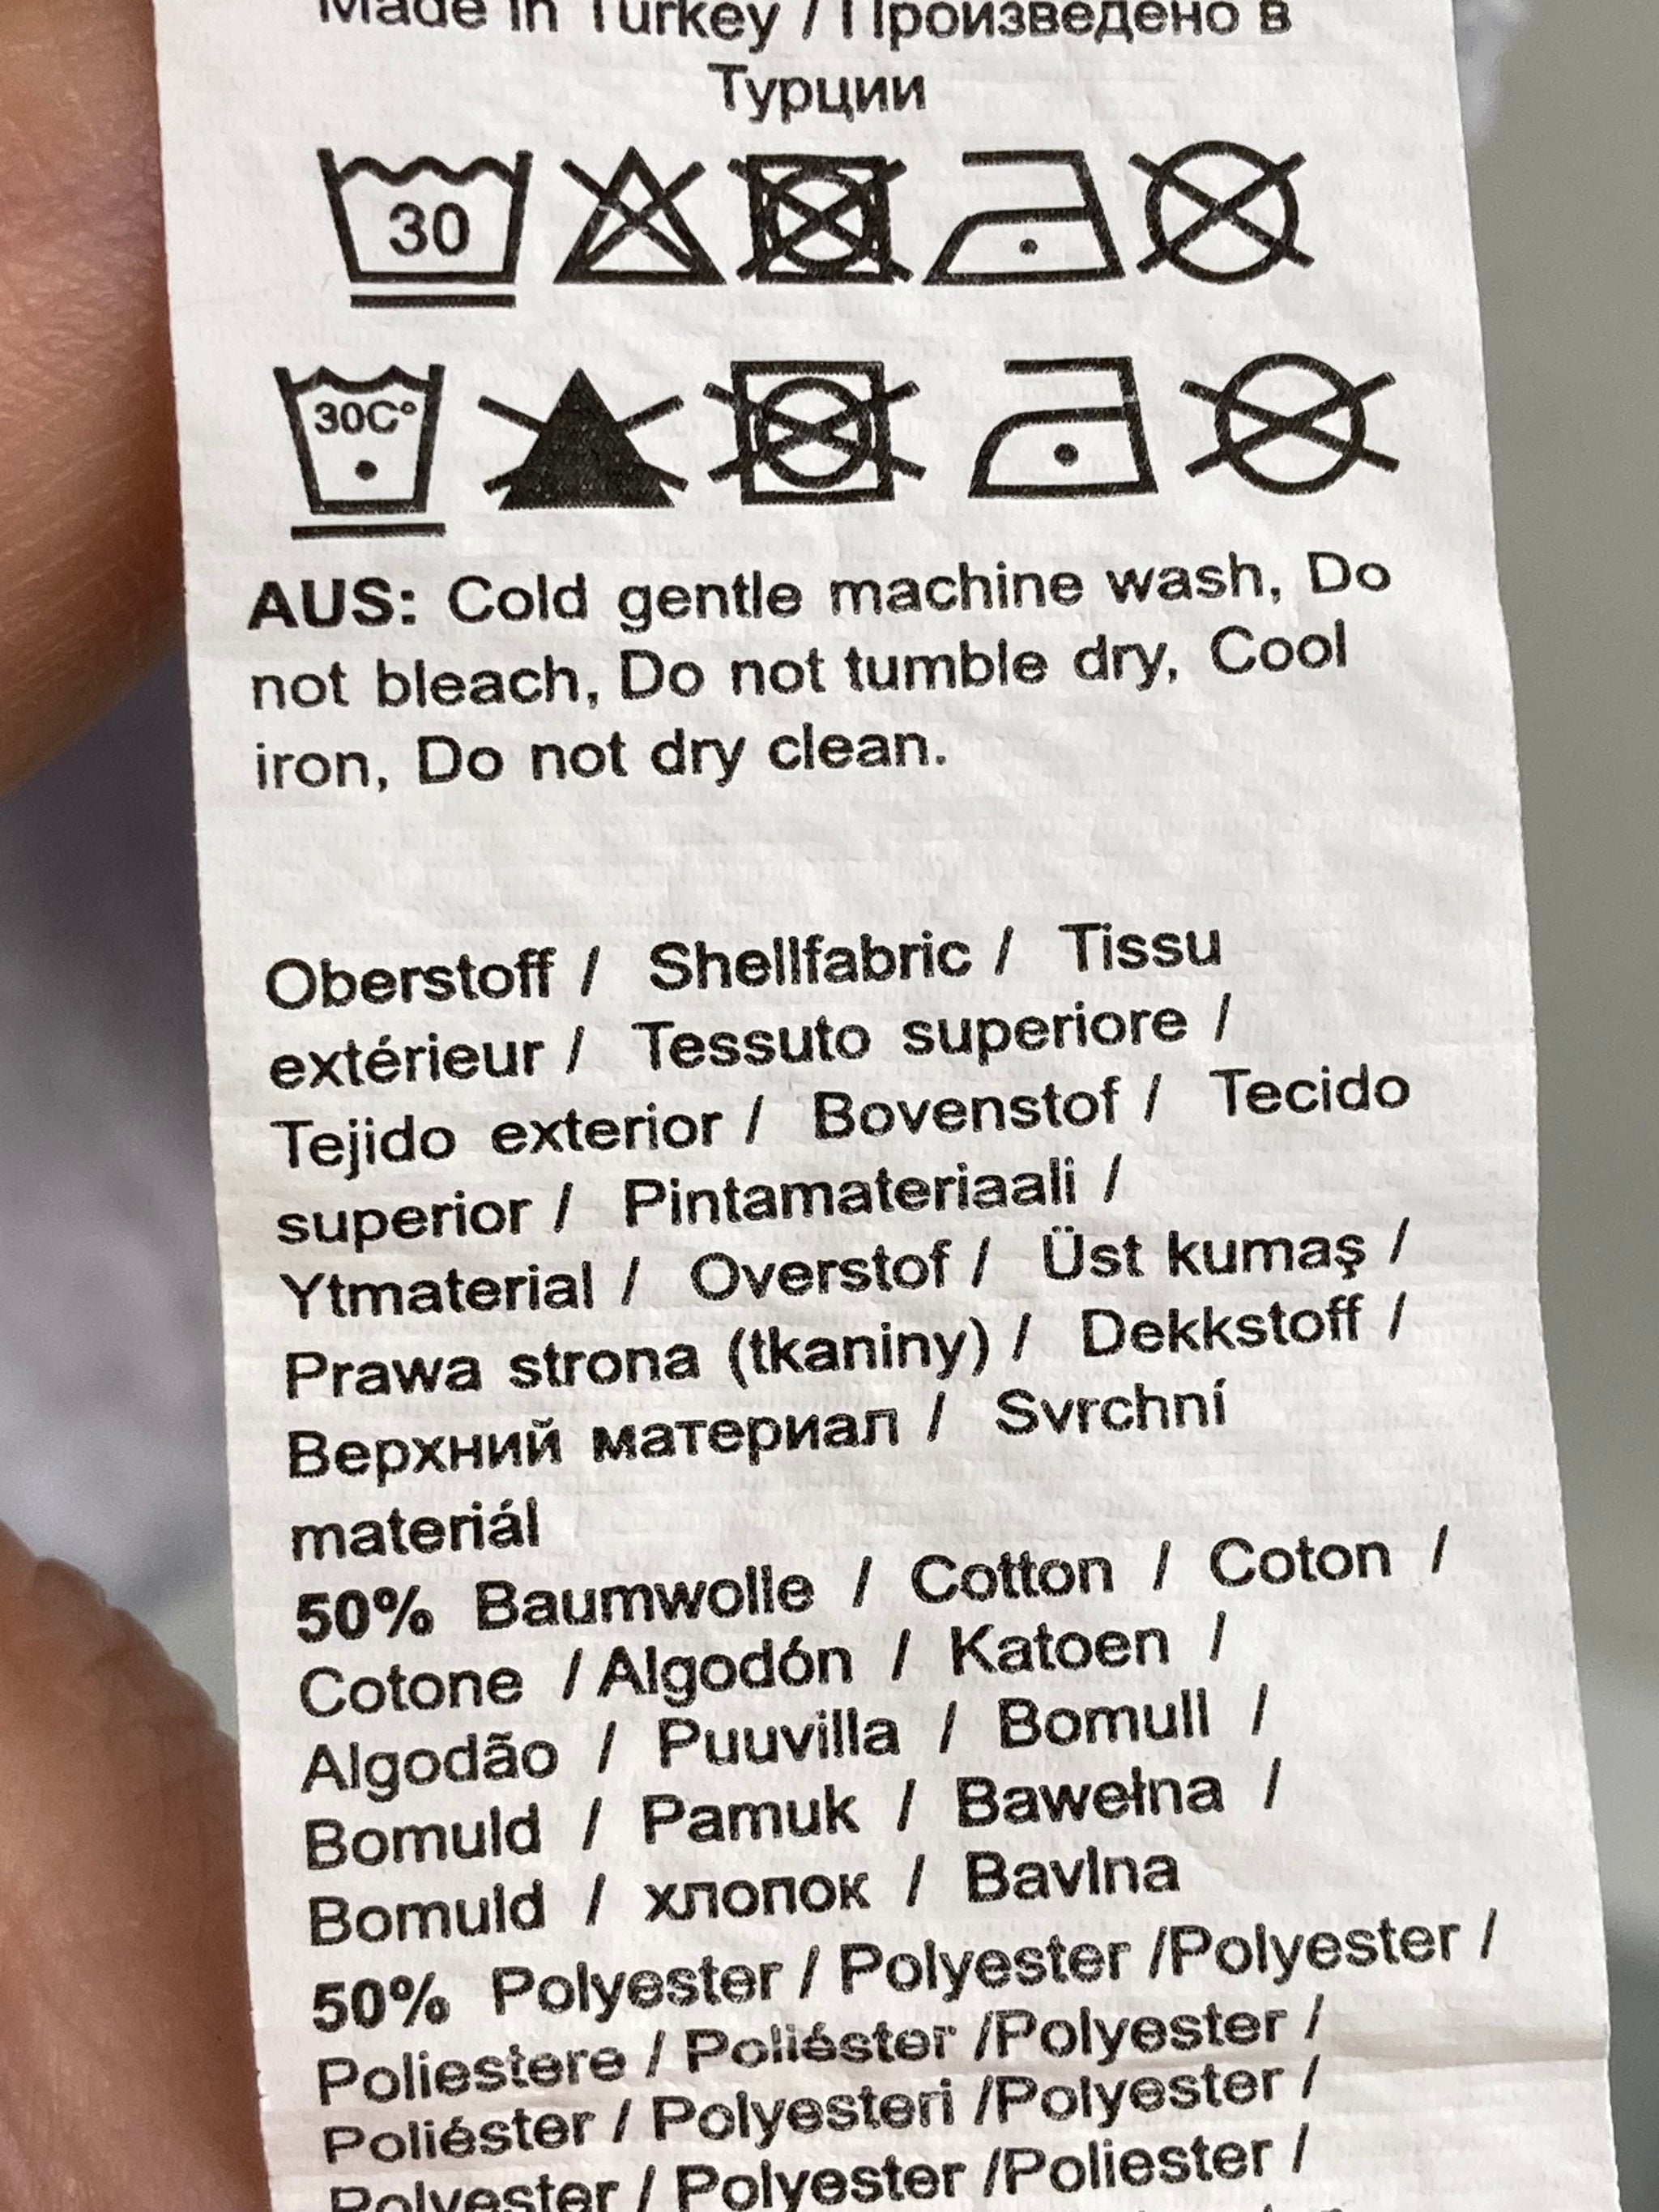 Made in Turkey / Произведено в
Турции
30
30C°
AUS: Cold gentle machine wash, Do
not bleach, Do not tumble dry, Cool
iron, Do not dry clean.
Oberstoff / Shellfabric / Tissu
extérieur / Tessuto superiore /
Tejido exterior / Bovenstof / Tecido
superior / Pintamateriaali /
Ytmaterial / Overstof / Üst kumaş /
Prawa strona (tkaniny) / Dekkstoff /
Верхний материал / Svrchní
materiál
50% Baumwolle / Cotton / Coton /
Cotone / Algodón / Katoen /
Algodão / Puuvilla / Bomull /
Bomuld / Pamuk / Bawełna /
Bomuld / хлопок / Bavlna
50% Polyester / Polyester /Polyester /
Poliestere / Poliéster /Polyester /
Poliéster / Polyesteri /Polyester /
Polyester / Polyester /Poliester /